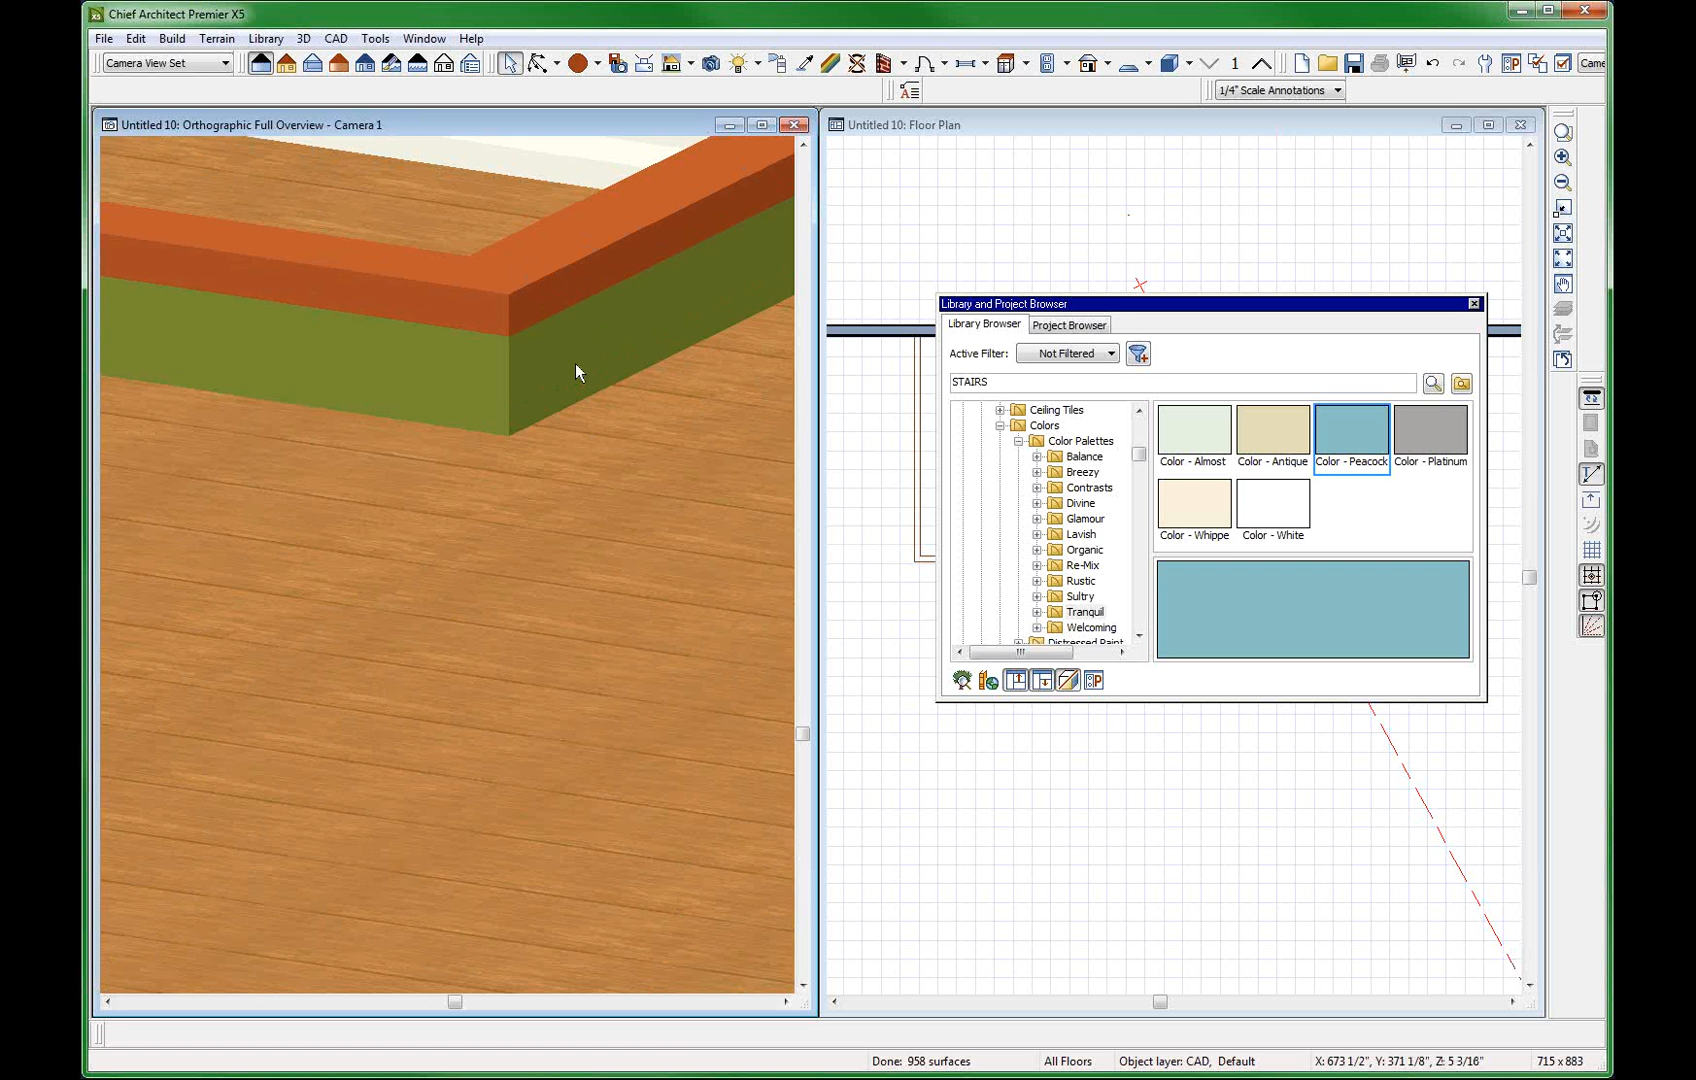 Chief Architect Premier X5
File Edit Build Terrain Library 3D CAD Tools Window Help
Camera View Set
1
Came
1/4" Scale Annotations
Untitled 10: Orthographic Full Overview - Camera 1
Untitled 10: Floor Plan
Library and Project Browser
Library Browser Project Browser
Active Filter: Not Filtered
STAIRS
Ceiling Tiles
Colors
Color Palettes
Balance
Breezy
Contrasts
Divine
Glamour
Lavish
Organic
Re-Mix
Rustic
Sultry
Tranquil
Welcoming
Distressed Paint
Color - Almost Color - Antique Color - Peacock Color - Platinum
Color - Whippe Color - White
Done: 958 surfaces All Floors Object layer: CAD, Default X: 673 1/2", Y: 371 1/8", Z: 5 3/16" 715 x 883